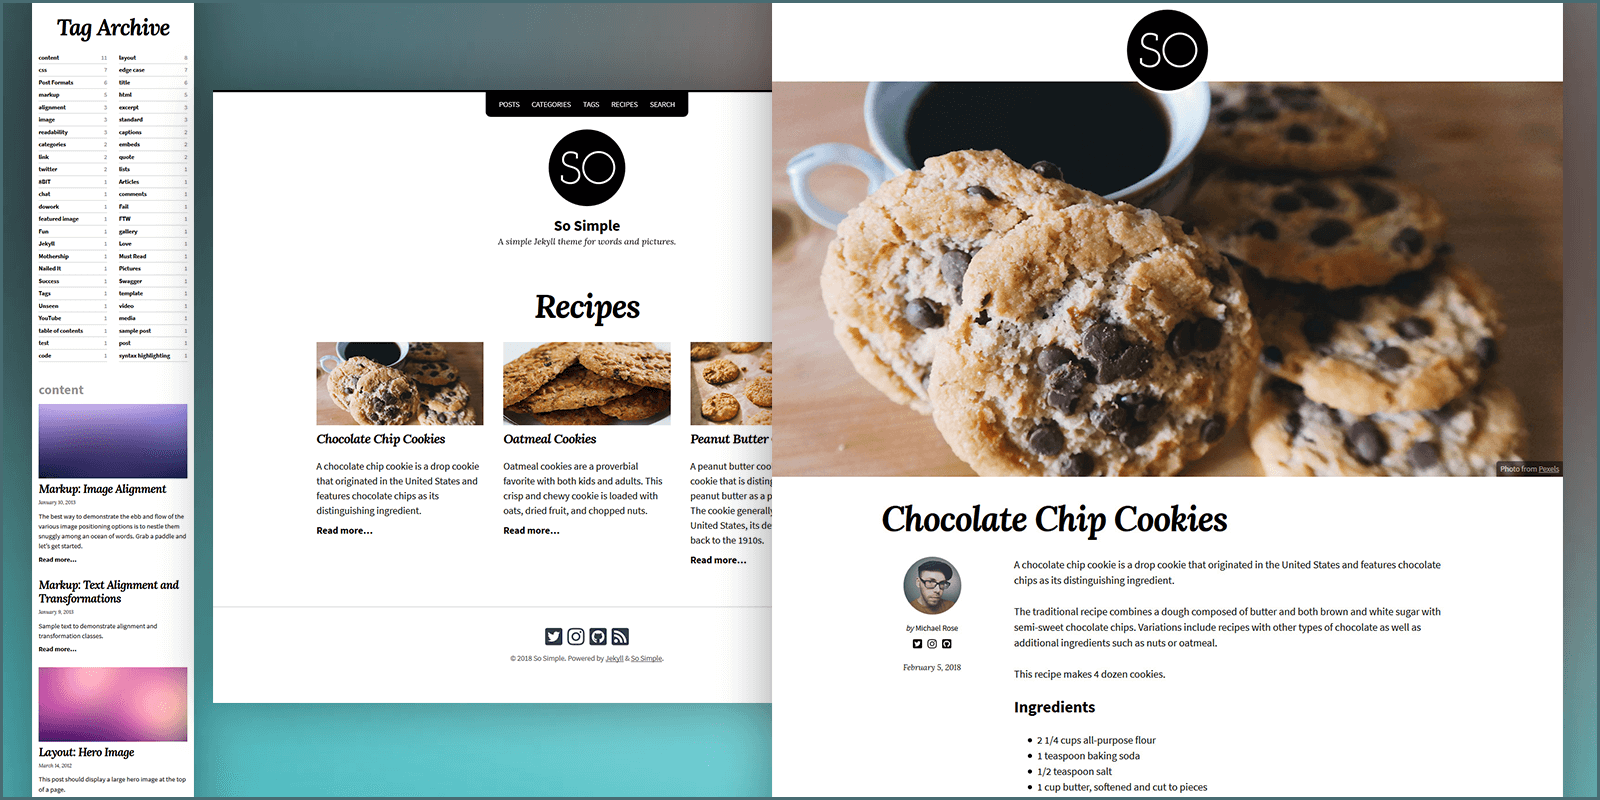 Tag Archive
content 11
layout 8
css 7
edge case 7
Post Formats 6
title 6
markup 5
html 5
alignment 3
excerpt 3
image 3
standard 3
readability 3
captions 2
categories 2
embeds 2
link 2
quote 2
twitter 2
lists 1
8BIT 1
Articles 1
chat 1
comments 1
dowork 1
Fail 1
featured image 1
FTW 1
Fun 1
gallery 1
Jekyll 1
Love 1
Mothership 1
Must Read 1
Nailed It 1
Pictures 1
Success 1
Swagger 1
Tags 1
template 1
Unseen 1
video 1
YouTube 1
media 1
table of contents 1
sample post 1
test 1
post 1
code 1
syntax highlighting 1
content
Markup: Image Alignment
January 10, 2013
The best way to demonstrate the ebb and flow of the
various image positioning options is to nestle them
snuggly among an ocean of words. Grab a paddle and
let's get started.
Read more...
Markup: Text Alignment and
Transformations
January 9, 2013
Sample text to demonstrate alignment and
transformation classes.
Read more...
Layout: Hero Image
March 14, 2012
This post should display a large hero image at the top
of a page.
POSTS CATEGORIES TAGS RECIPES SEARCH
SO
So Simple
A simple Jekyll theme for words and pictures.
Recipes
Chocolate Chip Cookies
A chocolate chip cookie is a drop cookie
that originated in the United States and
features chocolate chips as its
distinguishing ingredient.
Read more...
Oatmeal Cookies
Oatmeal cookies are a proverbial
favorite with both kids and adults. This
crisp and chewy cookie is loaded with
oats, dried fruit, and chopped nuts.
Read more...
Peanut Butter
A peanut butter coo
cookie that is disting
peanut butter as a p
The cookie generally
United States, its de
back to the 1910s.
Read more...
© 2018 So Simple. Powered by Jekyll & So Simple.
SO
Photo from Pexels
Chocolate Chip Cookies
by Michael Rose
February 5, 2018
A chocolate chip cookie is a drop cookie that originated in the United States and features chocolate
chips as its distinguishing ingredient.
The traditional recipe combines a dough composed of butter and both brown and white sugar with
semi-sweet chocolate chips. Variations include recipes with other types of chocolate as well as
additional ingredients such as nuts or oatmeal.
This recipe makes 4 dozen cookies.
Ingredients
• 2 1/4 cups all-purpose flour
• 1 teaspoon baking soda
• 1/2 teaspoon salt
• 1 cup butter, softened and cut to pieces